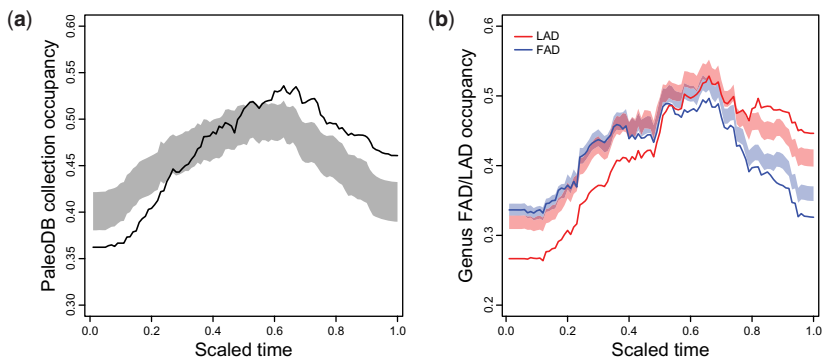 (a)
PaleoDB collection occupancy
0.60
0.55
0.50
0.45
0.40
0.30
0.0 0.2 0.4 0.6 0.8 1.0
Scaled time
(b)
Genus FAD/LAD occupancy
0.6
0.5
0.4
0.3
0.2
LAD
FAD
0.0 0.2 0.4 0.6 0.8 1.0
Scaled time